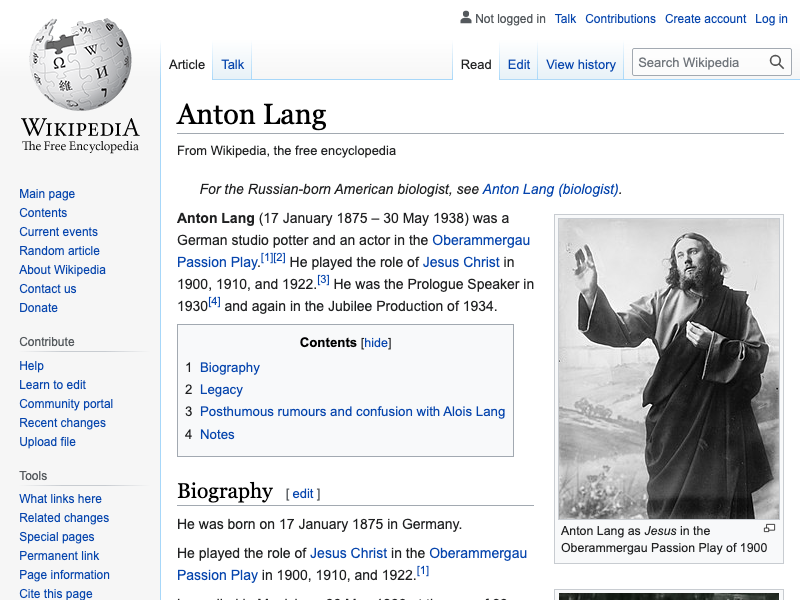 Not logged in Talk Contributions Create account Log in
Article Talk Read Edit View history Search Wikipedia
WIKIPEDIA
The Free Encyclopedia
Main page
Contents
Current events
Random article
About Wikipedia
Contact us
Donate
Contribute
Help
Learn to edit
Community portal
Recent changes
Upload file
Tools
What links here
Related changes
Special pages
Permanent link
Page information
Cite this page
Anton Lang
From Wikipedia, the free encyclopedia
For the Russian-born American biologist, see Anton Lang (biologist).
Anton Lang (17 January 1875 – 30 May 1938) was a
German studio potter and an actor in the Oberammergau
Passion Play.[1][2] He played the role of Jesus Christ in
1900, 1910, and 1922.[3] He was the Prologue Speaker in
1930[4] and again in the Jubilee Production of 1934.
Contents [hide]
1 Biography
2 Legacy
3 Posthumous rumours and confusion with Alois Lang
4 Notes
Biography [ edit ]
He was born on 17 January 1875 in Germany.
He played the role of Jesus Christ in the Oberammergau
Passion Play in 1900, 1910, and 1922.[1]
Anton Lang as Jesus in the
Oberammergau Passion Play of 1900